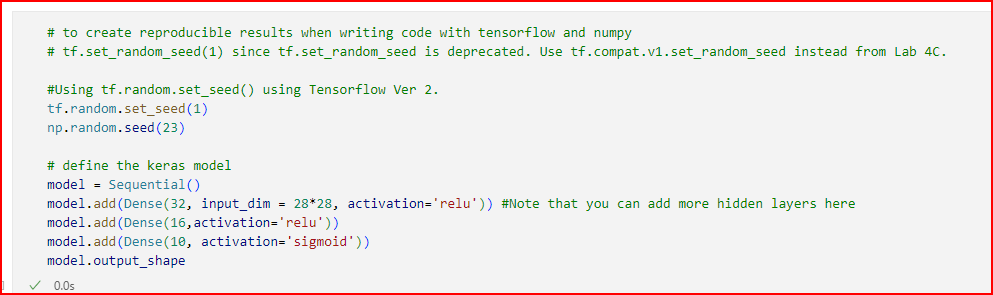 # to create reproducible results when writing code with tensorflow and numpy
# tf.set_random_seed(1) since tf.set_random_seed is deprecated. Use tf.compat.v1.set_random_seed instead from Lab 4C.
#Using tf.random.set_seed() using Tensorflow Ver 2.
tf.random.set_seed(1)
np.random.seed(23)
# define the keras model
model = Sequential()
model.add(Dense(32, input_dim = 28*28, activation='relu')) #Note that you can add more hidden layers here
model.add(Dense(16,activation='relu'))
model.add(Dense(10, activation='sigmoid'))
model.output_shape
✓ 0.0s